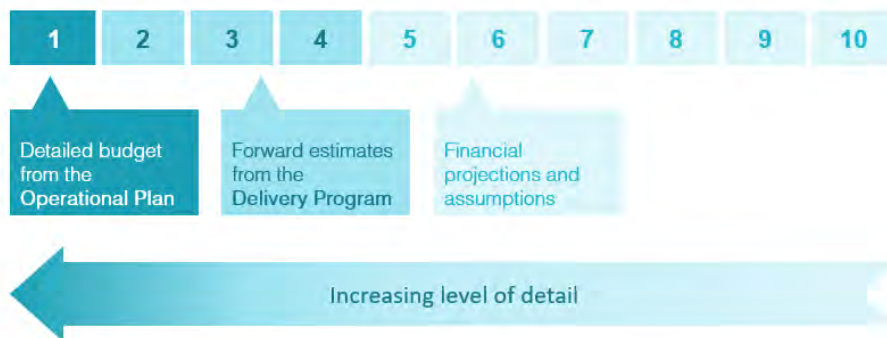 1 2 3 4 5 6 7 8 9 10
Detailed budget
from the
Operational Plan
Forward estimates
from the
Delivery Program
Financial
projections and
assumptions
Increasing level of detail